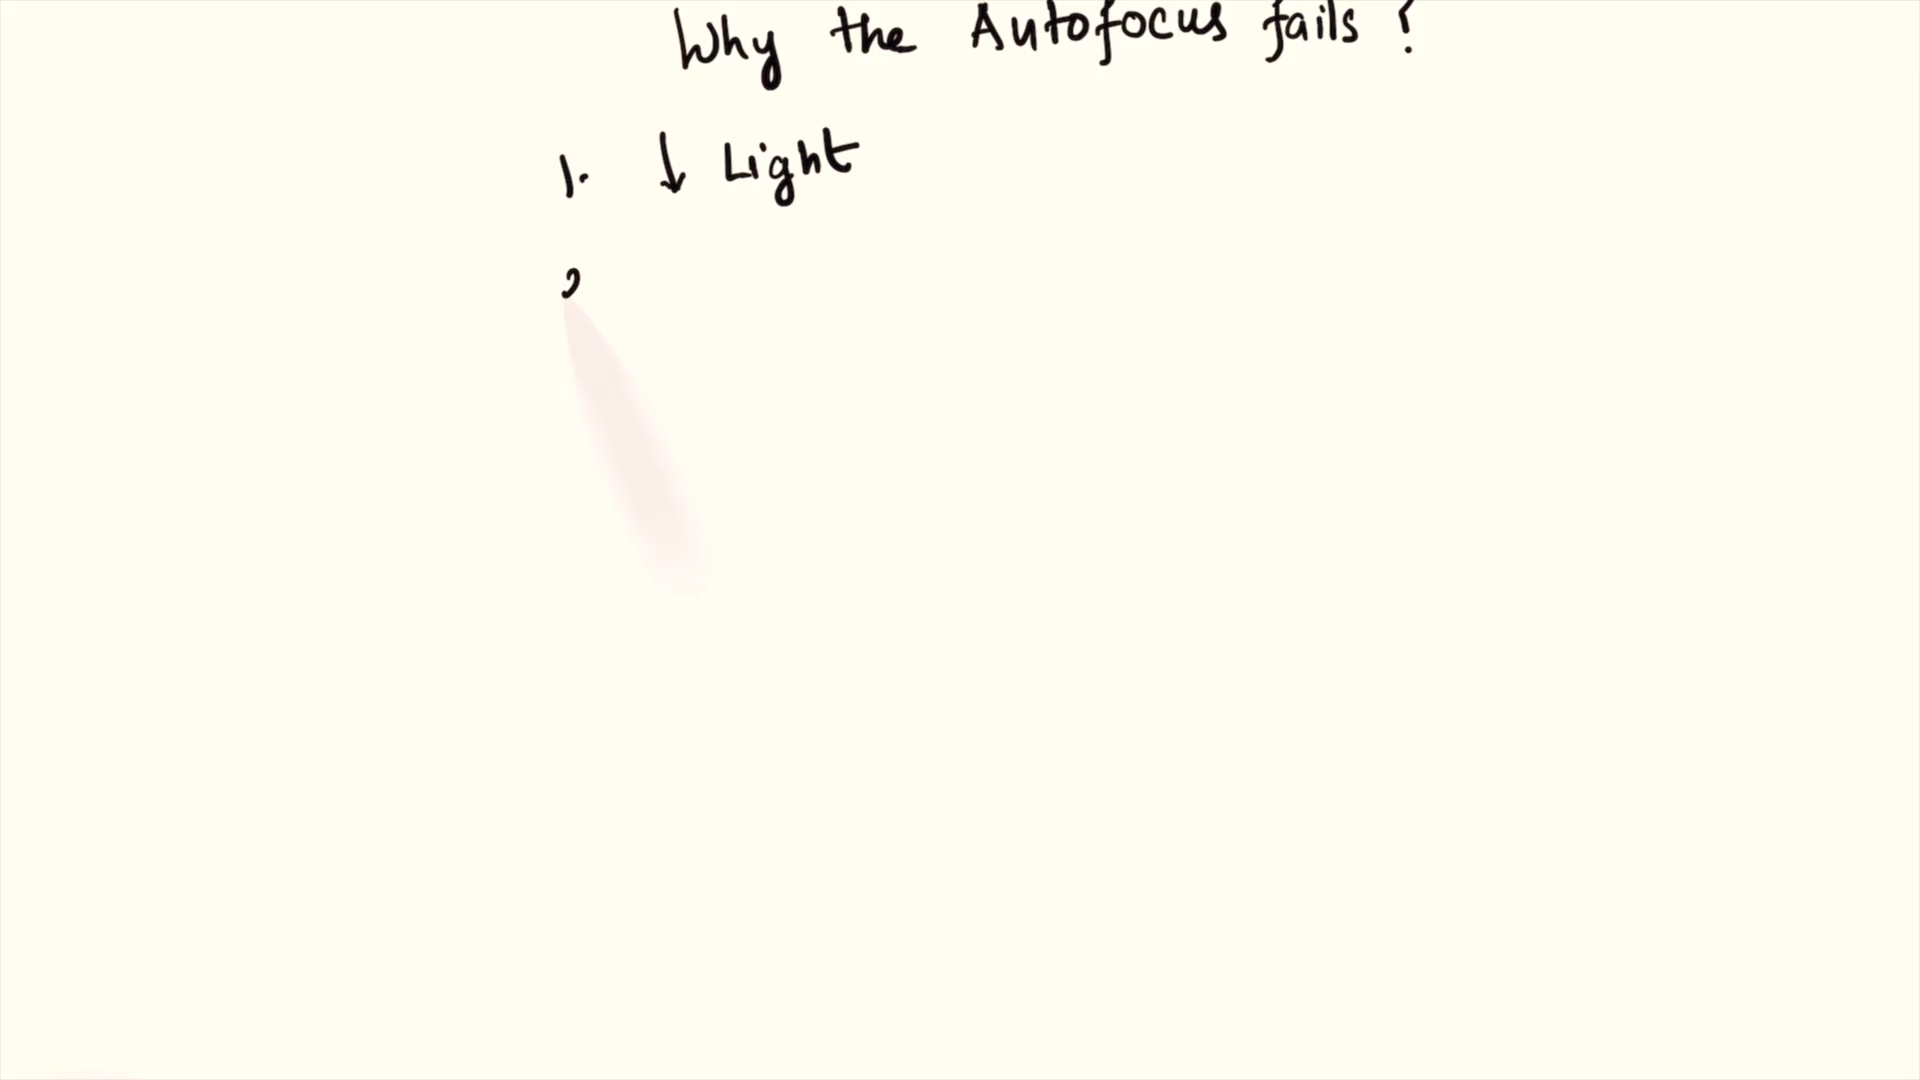 Why the Autofocus fails ?
1. ↓ Light